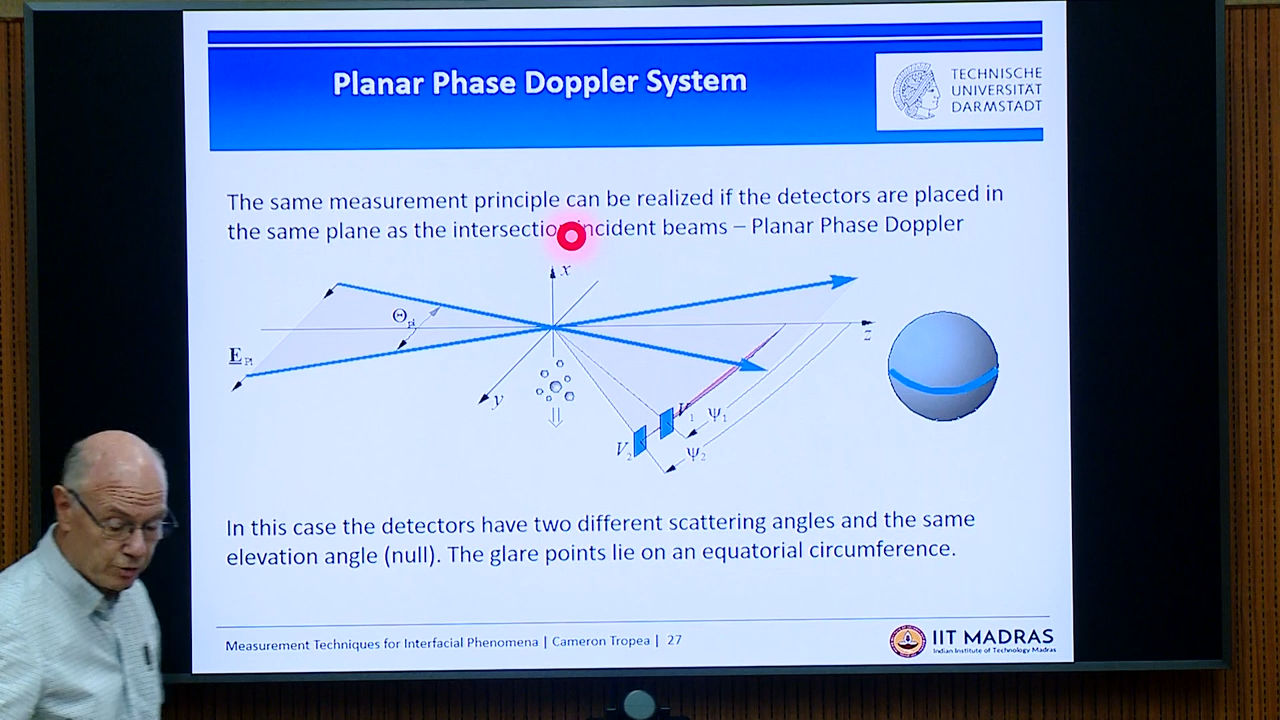 Planar Phase Doppler System
TECHNISCHE
UNIVERSITÄT
DARMSTADT
The same measurement principle can be realized if the detectors are placed in
the same plane as the intersection incident beams – Planar Phase Doppler
x
Θpl
z
E Pl
y
V1
Ψ1
V2
Ψ2
In this case the detectors have two different scattering angles and the same
elevation angle (null). The glare points lie on an equatorial circumference.
Measurement Techniques for Interfacial Phenomena | Cameron Tropea | 27
IIT MADRAS
Indian Institute of Technology Madras